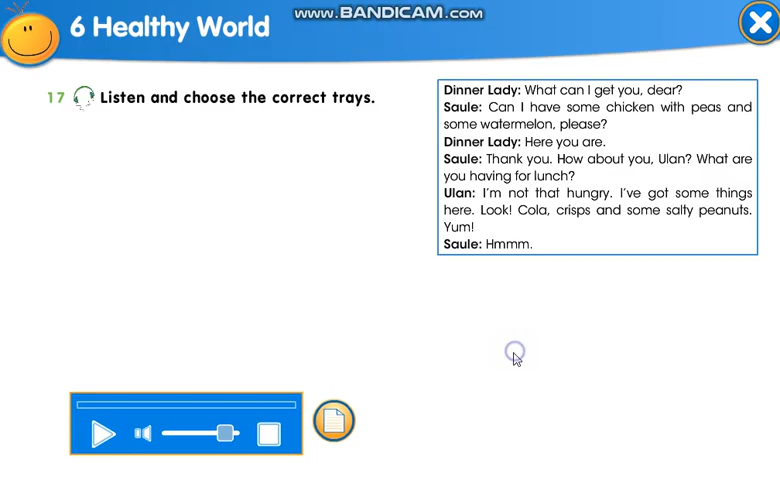 www.BANDICAM.com
6 Healthy World
17 Listen and choose the correct trays.
Dinner Lady: What can I get you, dear?
Saule: Can I have some chicken with peas and
some watermelon, please?
Dinner Lady: Here you are.
Saule: Thank you. How about you, Ulan? What are
you having for lunch?
Ulan: I'm not that hungry. I've got some things
here. Look! Cola, crisps and some salty peanuts.
Yum!
Saule: Hmmm.